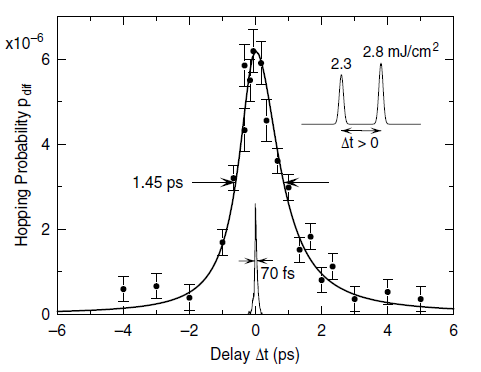 x10⁻⁶
Hopping Probability p dif
6
4
2
0
2.3
2.8 mJ/cm²
Δt > 0
1.45 ps
70 fs
−6 −4 −2 0 2 4 6
Delay Δt (ps)